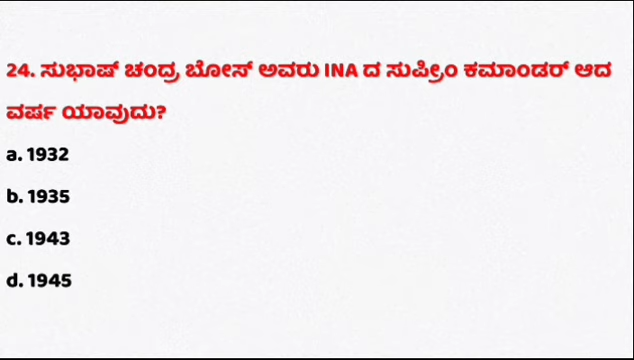 24. ಸುಭಾಷ್ ಚಂದ್ರ ಬೋಸ್ ಅವರು INA ದ ಸುಪ್ರೀಂ ಕಮಾಂಡರ್ ಆದ
ವರ್ಷ ಯಾವುದು?
a. 1932
b. 1935
c. 1943
d. 1945